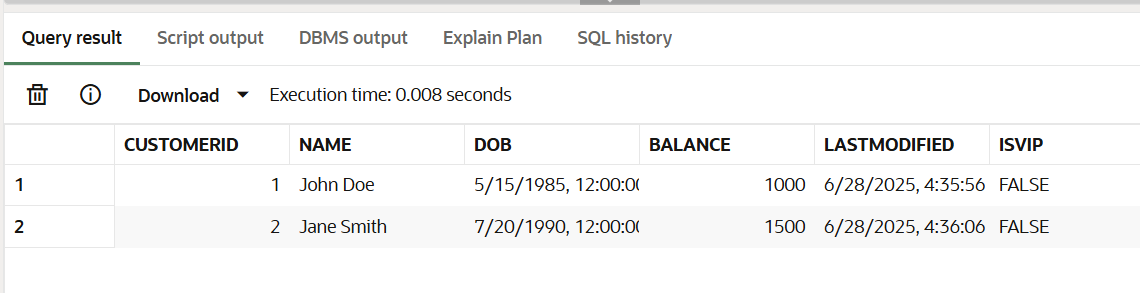 Query result Script output DBMS output Explain Plan SQL history
Download Execution time: 0.008 seconds
CUSTOMERID NAME DOB BALANCE LASTMODIFIED ISVIP
1 1 John Doe 5/15/1985, 12:00:00 1000 6/28/2025, 4:35:56 FALSE
2 2 Jane Smith 7/20/1990, 12:00:00 1500 6/28/2025, 4:36:06 FALSE